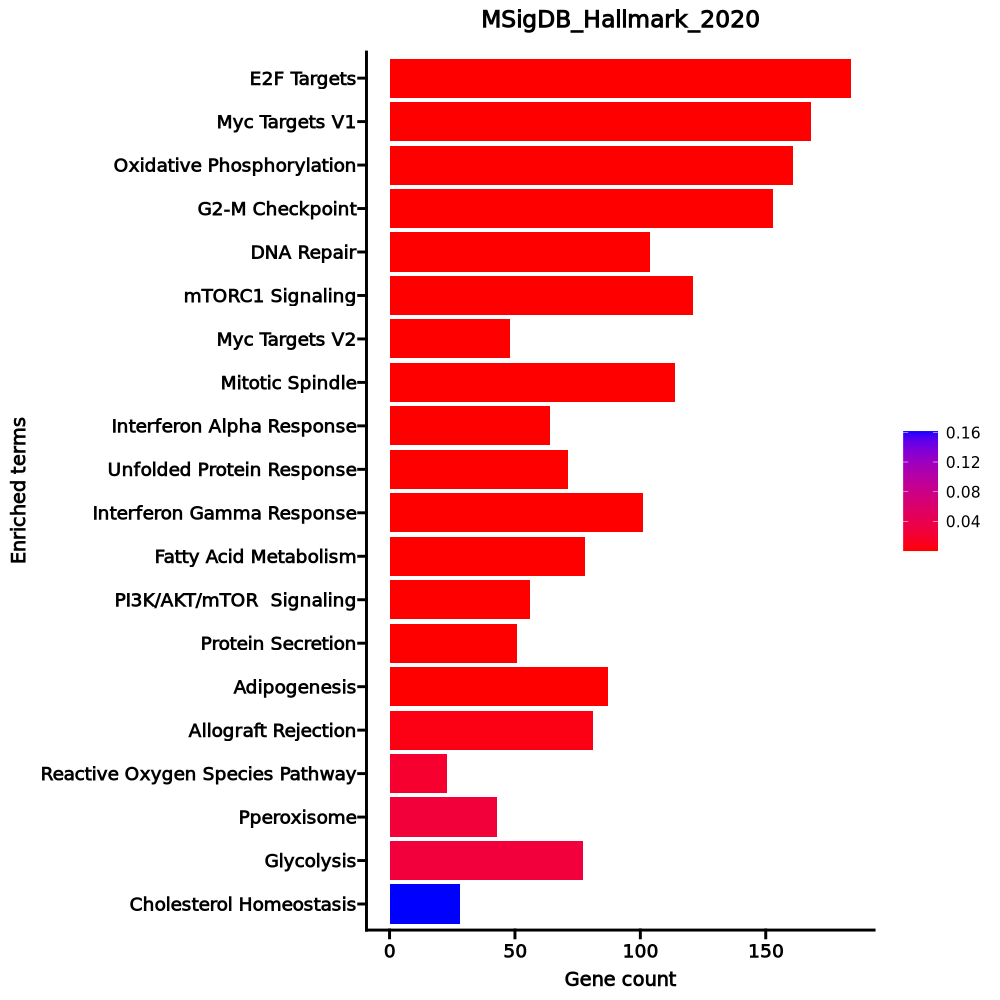 MSigDB_Hallmark_2020
E2F Targets
Myc Targets V1
Oxidative Phosphorylation
G2-M Checkpoint
DNA Repair
mTORC1 Signaling
Myc Targets V2
Mitotic Spindle
Interferon Alpha Response
Unfolded Protein Response
Interferon Gamma Response
Fatty Acid Metabolism
PI3K/AKT/mTOR  Signaling
Protein Secretion
Adipogenesis
Allograft Rejection
Reactive Oxygen Species Pathway
Pperoxisome
Glycolysis
Cholesterol Homeostasis
Enriched terms
0 50 100 150
Gene count
0.16
0.12
0.08
0.04